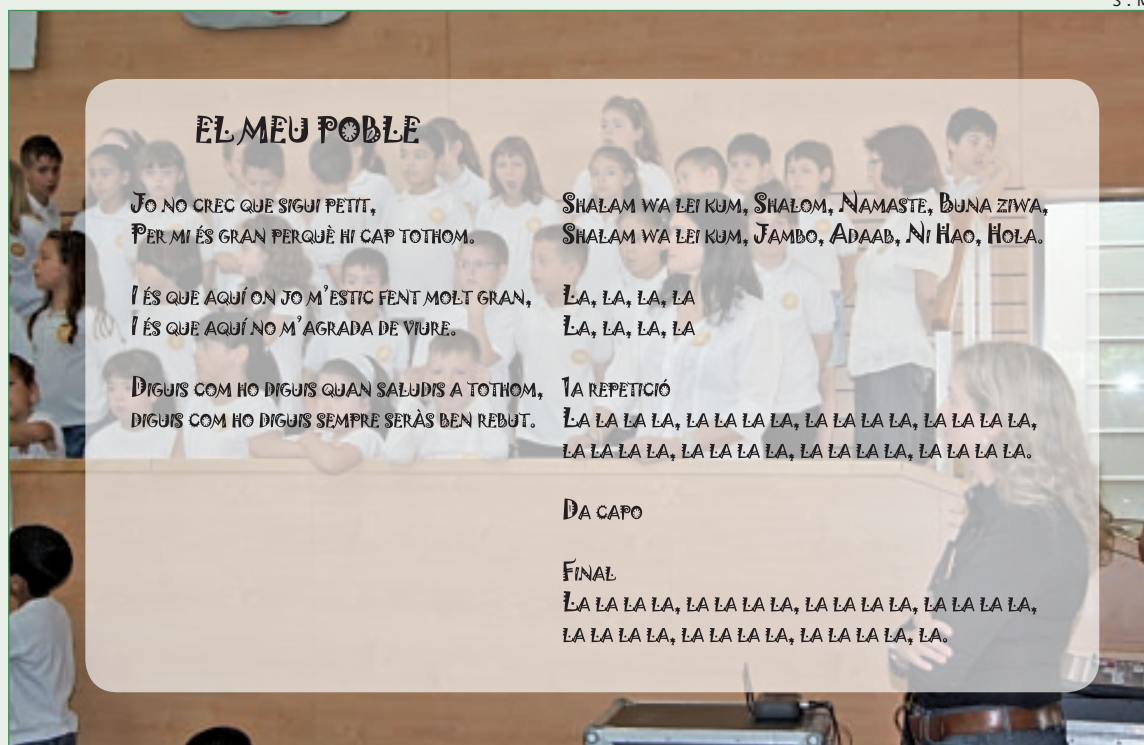 EL MEU POBLE
Jo no crec que sigui petit,
Per mi és gran perquè hi cap tothom.
I és que aquí on jo m'estic fent molt gran,
I és que aquí no m'agrada de viure.
Diguis com ho diguis quan saludis a tothom,
diguis com ho diguis sempre seràs ben rebut.
Shalam wa lei kum, Shalom, Namaste, Buna ziwa,
Shalam wa lei kum, Jambo, Adaab, Ni Hao, Hola.
La, la, la, la
La, la, la, la
1a repetició
La la la la, la la la la, la la la la, la la la la,
la la la la, la la la la, la la la la, la la la la.
Da capo
Final
La la la la, la la la la, la la la la, la la la la,
la la la la, la la la la, la la la la, la.